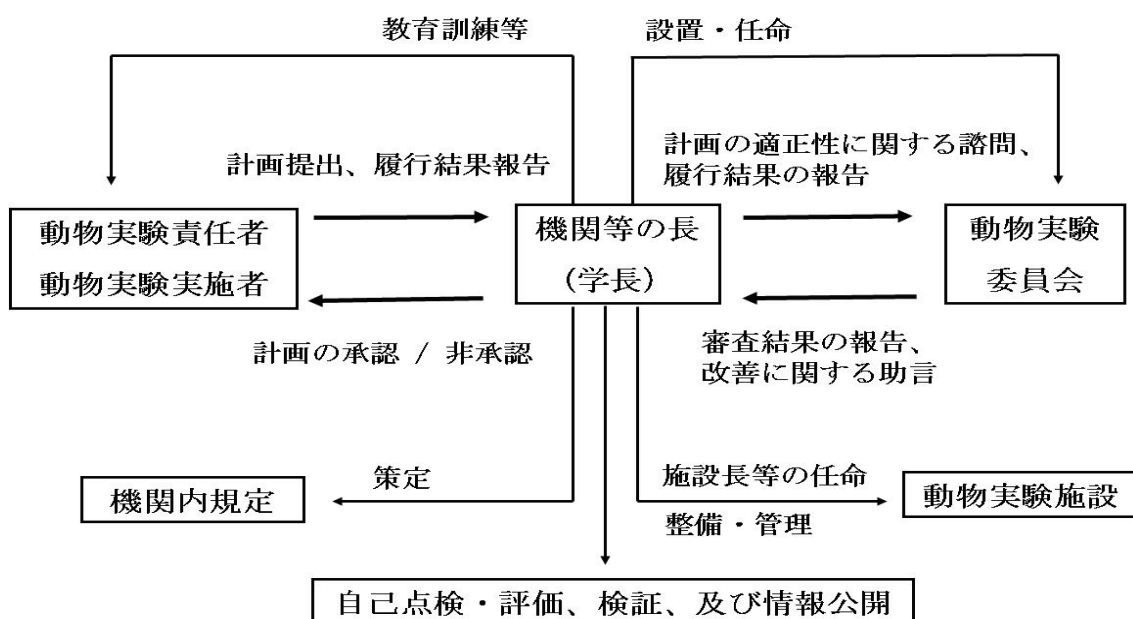 教育訓練等
設置・任命
計画提出、履行結果報告
計画の適正性に関する諮問、
履行結果の報告
動物実験責任者
動物実験実施者
機関等の長
(学長)
動物実験
委員会
計画の承認 / 非承認
審査結果の報告、
改善に関する助言
策定
機関内規定
施設長等の任命
整備・管理
動物実験施設
自己点検・評価、検証、及び情報公開